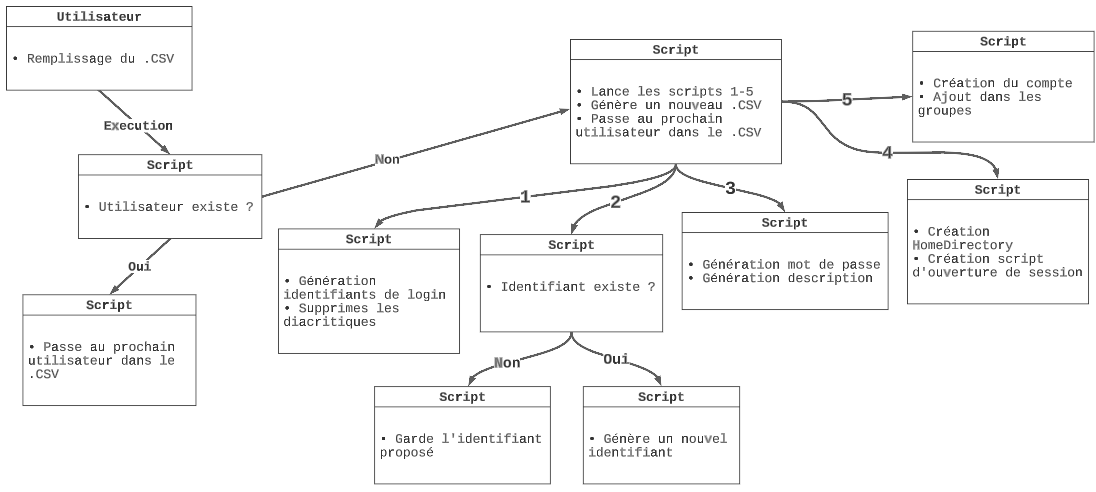 Utilisateur
• Remplissage du .CSV
Execution
Script
• Utilisateur existe ?
Oui
Non
Script
• Passe au prochain
utilisateur dans le
.CSV
Script
• Lance les scripts 1-5
• Génère un nouveau .CSV
• Passe au prochain
utilisateur dans le .CSV
1
2
3
4
5
Script
• Génération
identifiants de login
• Supprimes les
diacritiques
Script
• Identifiant existe ?
Non
Oui
Script
• Garde l'identifiant
proposé
Script
• Génère un nouvel
identifiant
Script
• Génération mot de passe
• Génération description
Script
• Création
HomeDirectory
• Création script
d'ouverture de session
Script
• Création du compte
• Ajout dans les
groupes